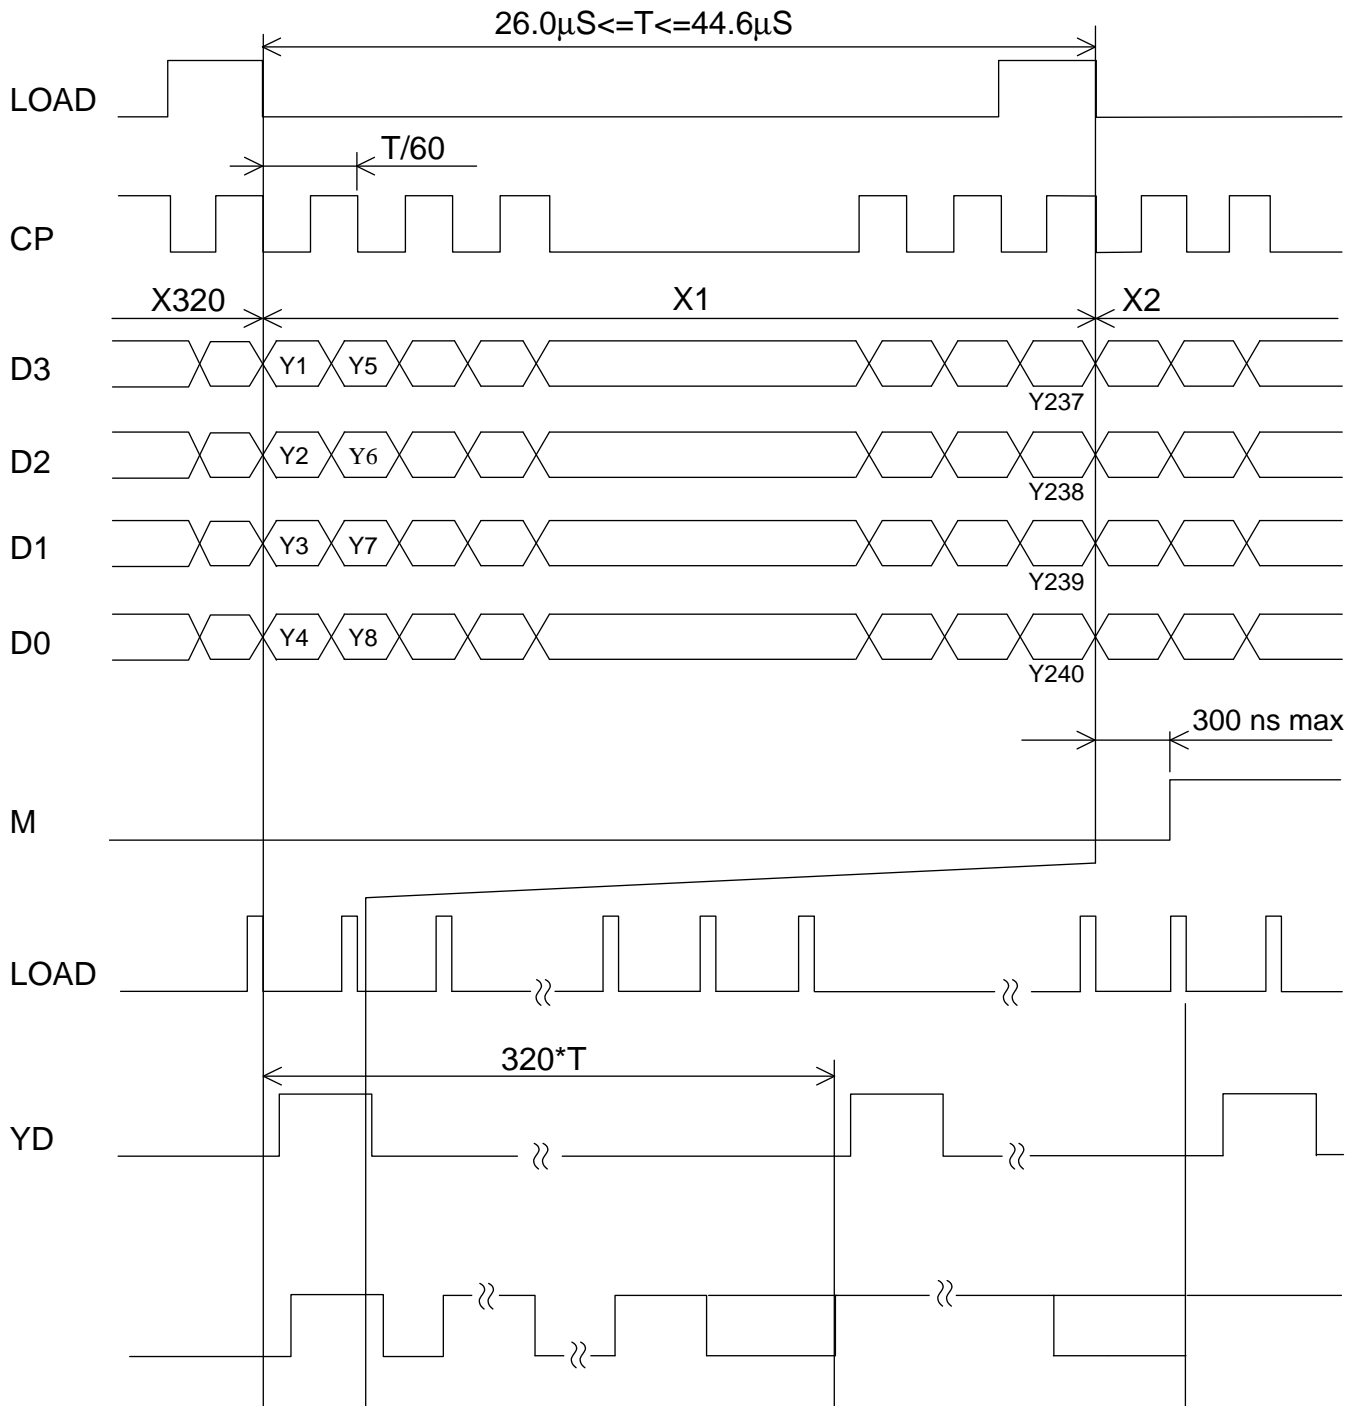 26.0μS<=T<=44.6μS
LOAD
T/60
CP
X320 X1 X2
D3 Y1 Y5
Y237
D2 Y2 Y6
Y238
D1 Y3 Y7
Y239
D0 Y4 Y8
Y240
300 ns max
M
LOAD
320*T
YD